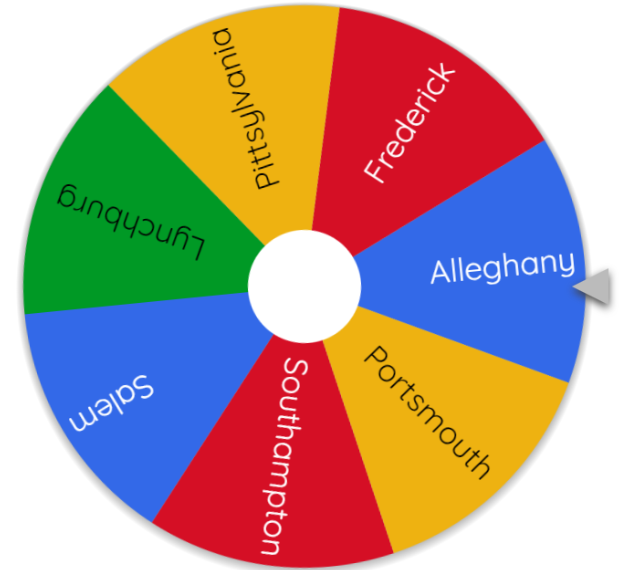 Pittsylvania
Frederick
Alleghany
Portsmouth
Southampton
Salem
Lynchburg